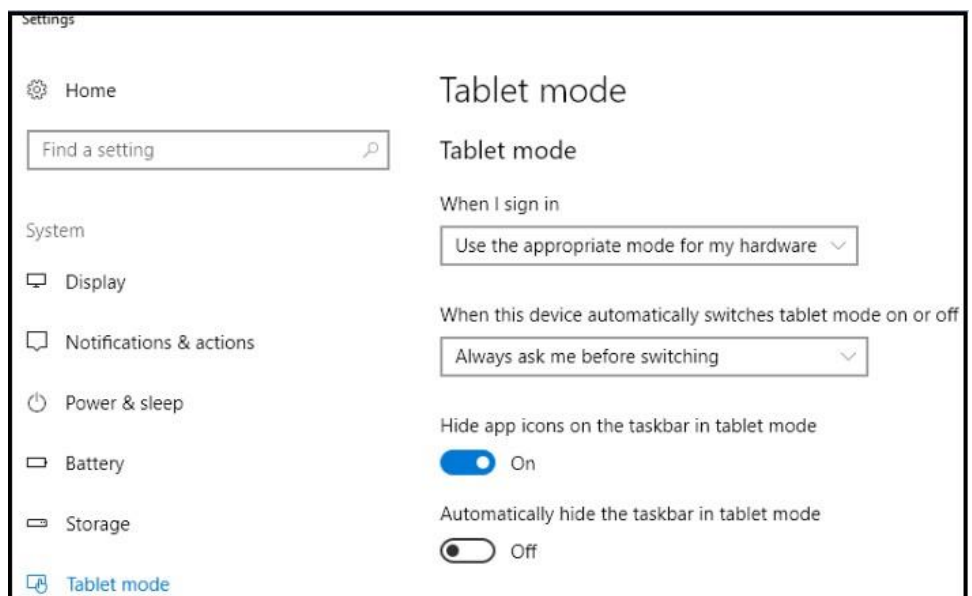 Settings
Home
Find a setting
System
Display
Notifications & actions
Power & sleep
Battery
Storage
Tablet mode
Tablet mode
Tablet mode
When I sign in
Use the appropriate mode for my hardware
When this device automatically switches tablet mode on or off
Always ask me before switching
Hide app icons on the taskbar in tablet mode
On
Automatically hide the taskbar in tablet mode
Off